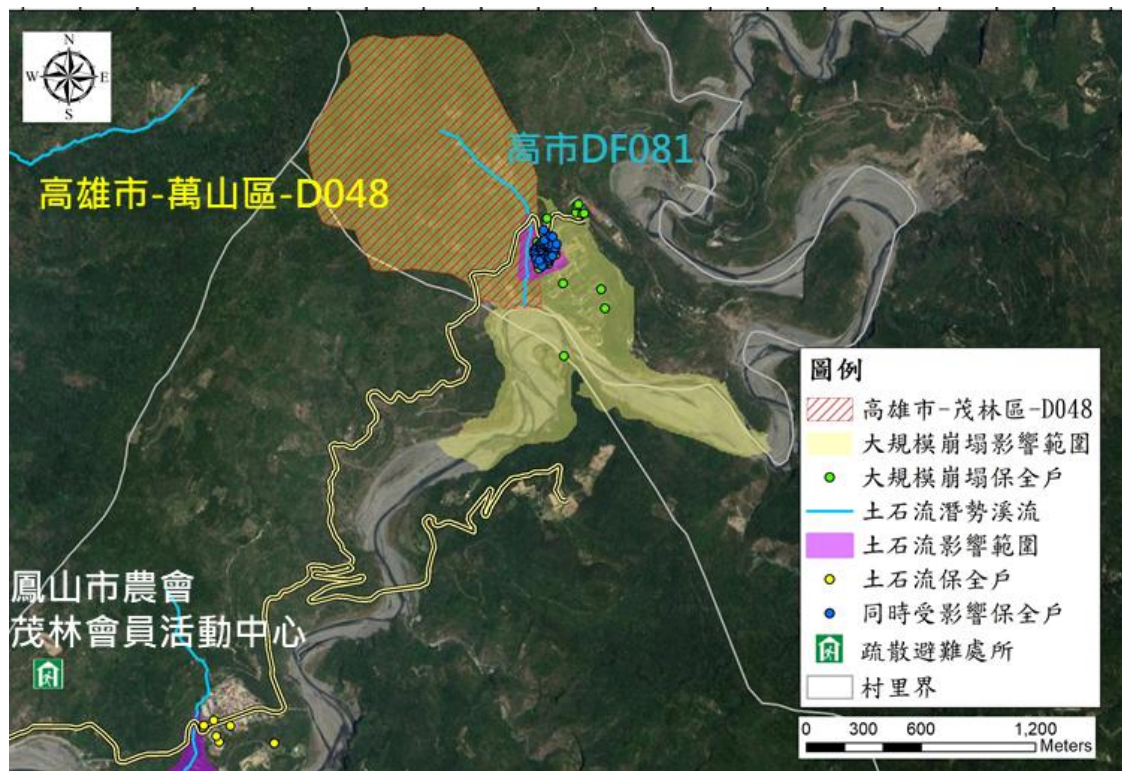 N
W E
S
高市DF081
高雄市-萬山區-D048
鳳山市農會
茂林會員活動中心
圖例
高雄市-茂林區-D048
大規模崩塌影響範圍
大規模崩塌保全戶
土石流潛勢溪流
土石流影響範圍
土石流保全戶
同時受影響保全戶
疏散避難處所
村里界
0 300 600 1,200
Meters